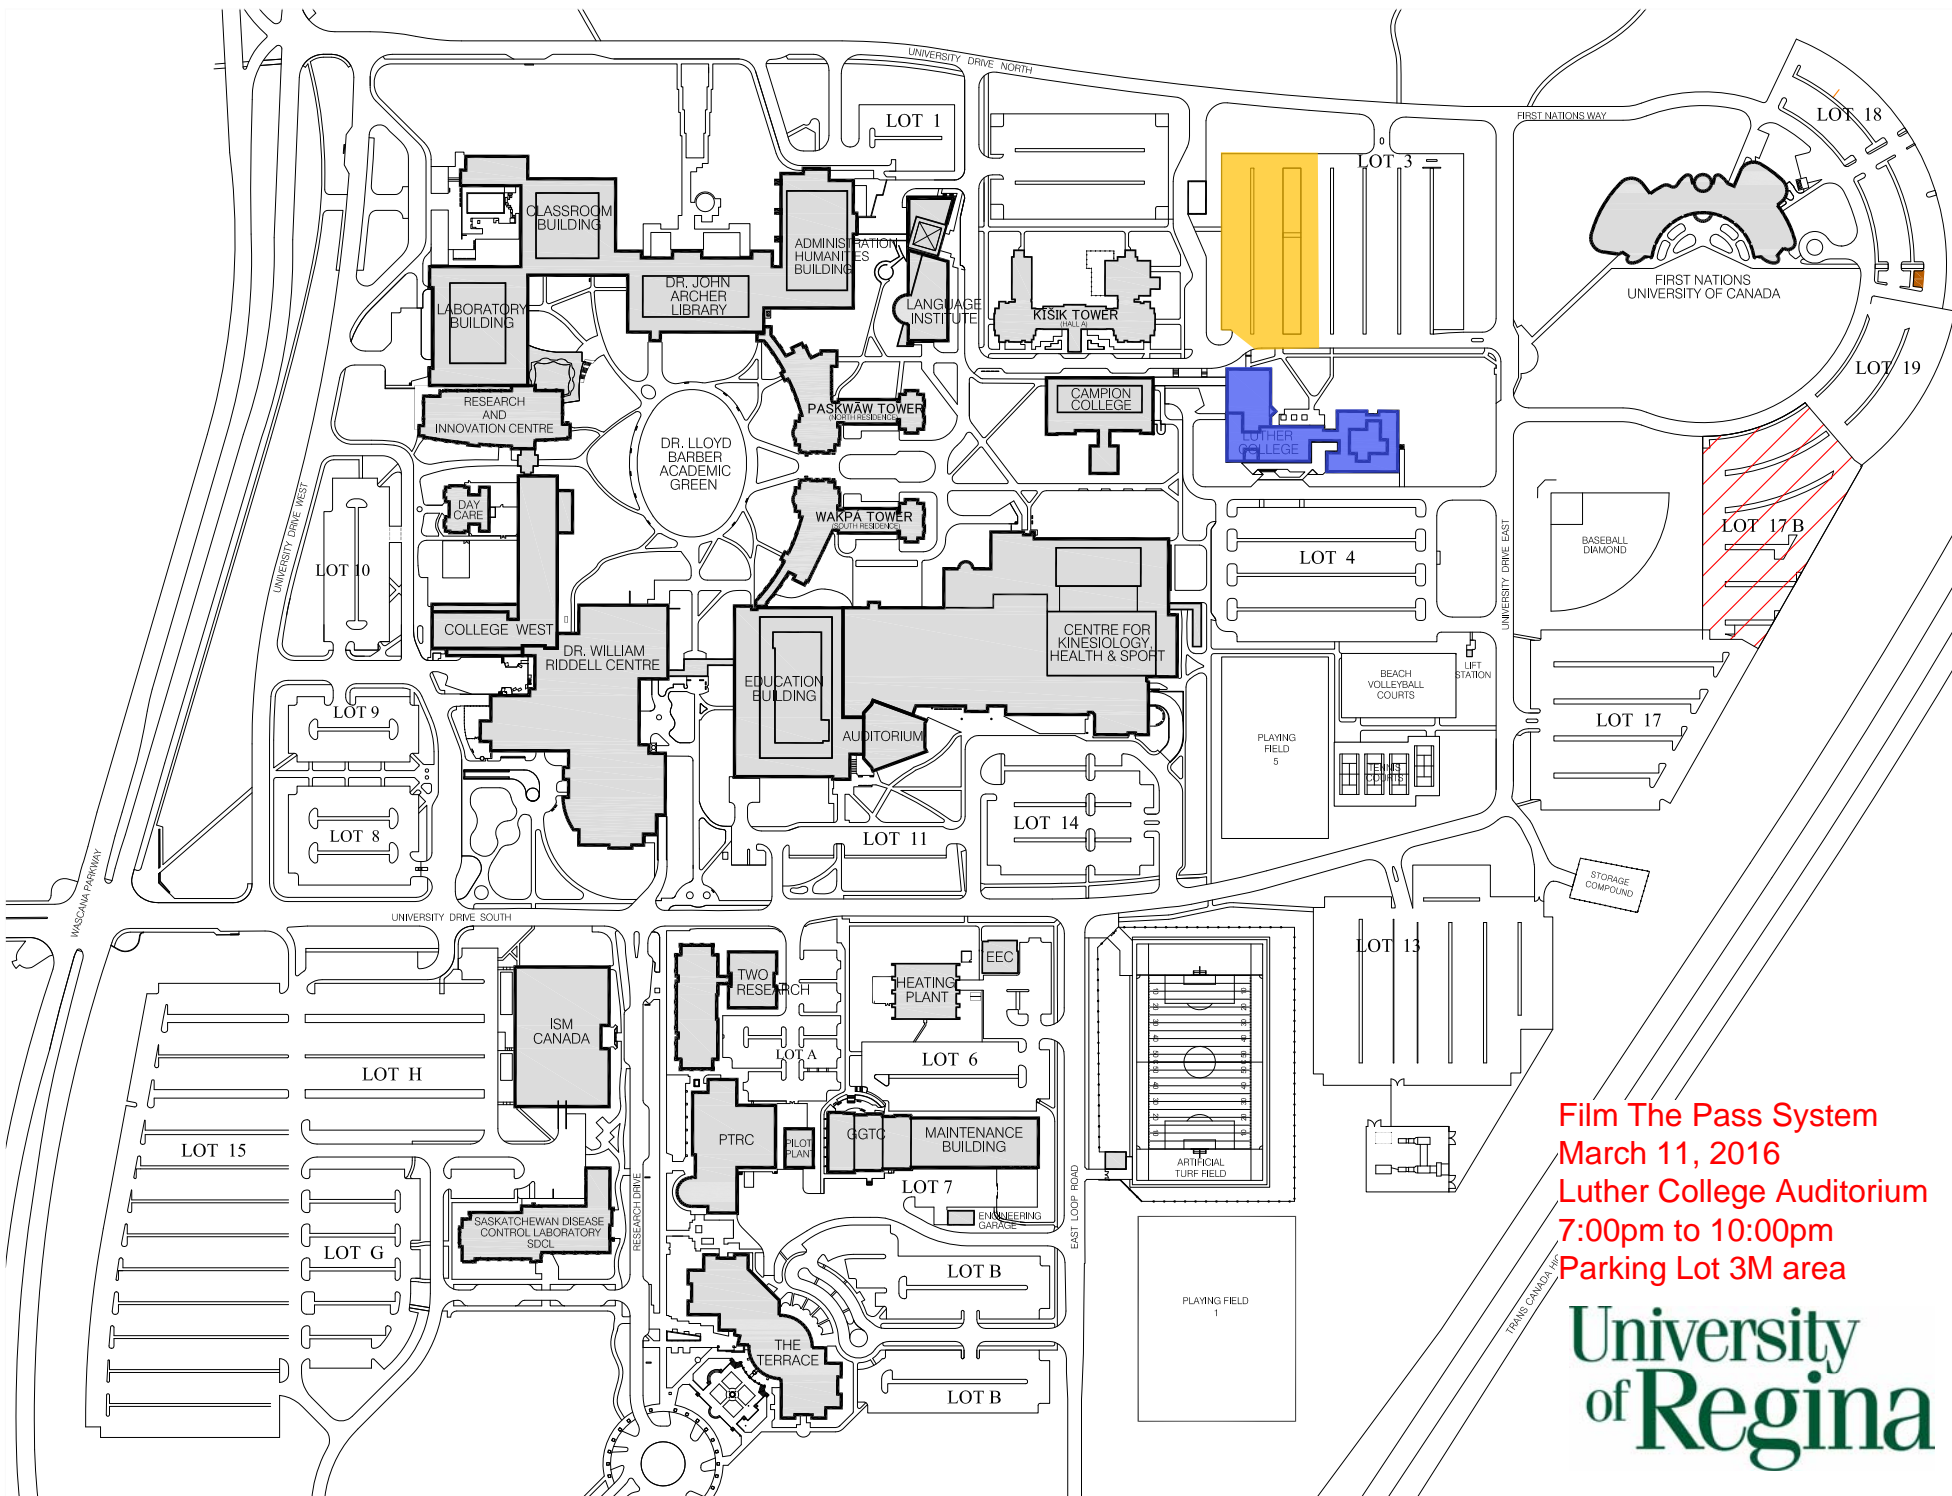 UNIVERSITY DRIVE NORTH
FIRST NATIONS WAY
LOT 18
LOT 1
LOT 3
CLASSROOM
BUILDING
ADMINISTRATION
HUMANITIES
BUILDING
DR. JOHN
ARCHER
LIBRARY
LABORATORY
BUILDING
LANGUAGE
INSTITUTE
KĪŠIK TOWER
(HALL A)
FIRST NATIONS
UNIVERSITY OF CANADA
LOT 19
RESEARCH
AND
INNOVATION CENTRE
PASKWĀW TOWER
(NORTH RESIDENCE)
CAMPION
COLLEGE
LUTHER
COLLEGE
DR. LLOYD
BARBER
ACADEMIC
GREEN
UNIVERSITY DRIVE WEST
DAY
CARE
WAKPÁ TOWER
(SOUTH RESIDENCE)
LOT 10
LOT 4
UNIVERSITY DRIVE EAST
BASEBALL
DIAMOND
LOT 17 B
COLLEGE WEST
DR. WILLIAM
RIDDELL CENTRE
EDUCATION
BUILDING
CENTRE FOR
KINESIOLOGY,
HEALTH & SPORT
AUDITORIUM
BEACH
VOLLEYBALL
COURTS
LIFT
STATION
LOT 17
LOT 9
PLAYING
FIELD
5
TENNIS
COURTS
LOT 8
LOT 11
LOT 14
WASCANA PARKWAY
UNIVERSITY DRIVE SOUTH
STORAGE
COMPOUND
LOT 13
TWO
RESEARCH
HEATING
PLANT
EEC
ISM
CANADA
LOT A
LOT 6
LOT H
LOT 15
PTRC
PILOT
PLANT
GGTC
MAINTENANCE
BUILDING
ARTIFICIAL
TURF FIELD
LOT 7
ENGINEERING
GARAGE
EAST LOOP ROAD
RESEARCH DRIVE
SASKATCHEWAN DISEASE
CONTROL LABORATORY
SDCL
LOT G
LOT B
THE
TERRACE
LOT B
PLAYING FIELD
1
TRANS CANADA
Film The Pass System
March 11, 2016
Luther College Auditorium
7:00pm to 10:00pm
Parking Lot 3M area
University
of Regina